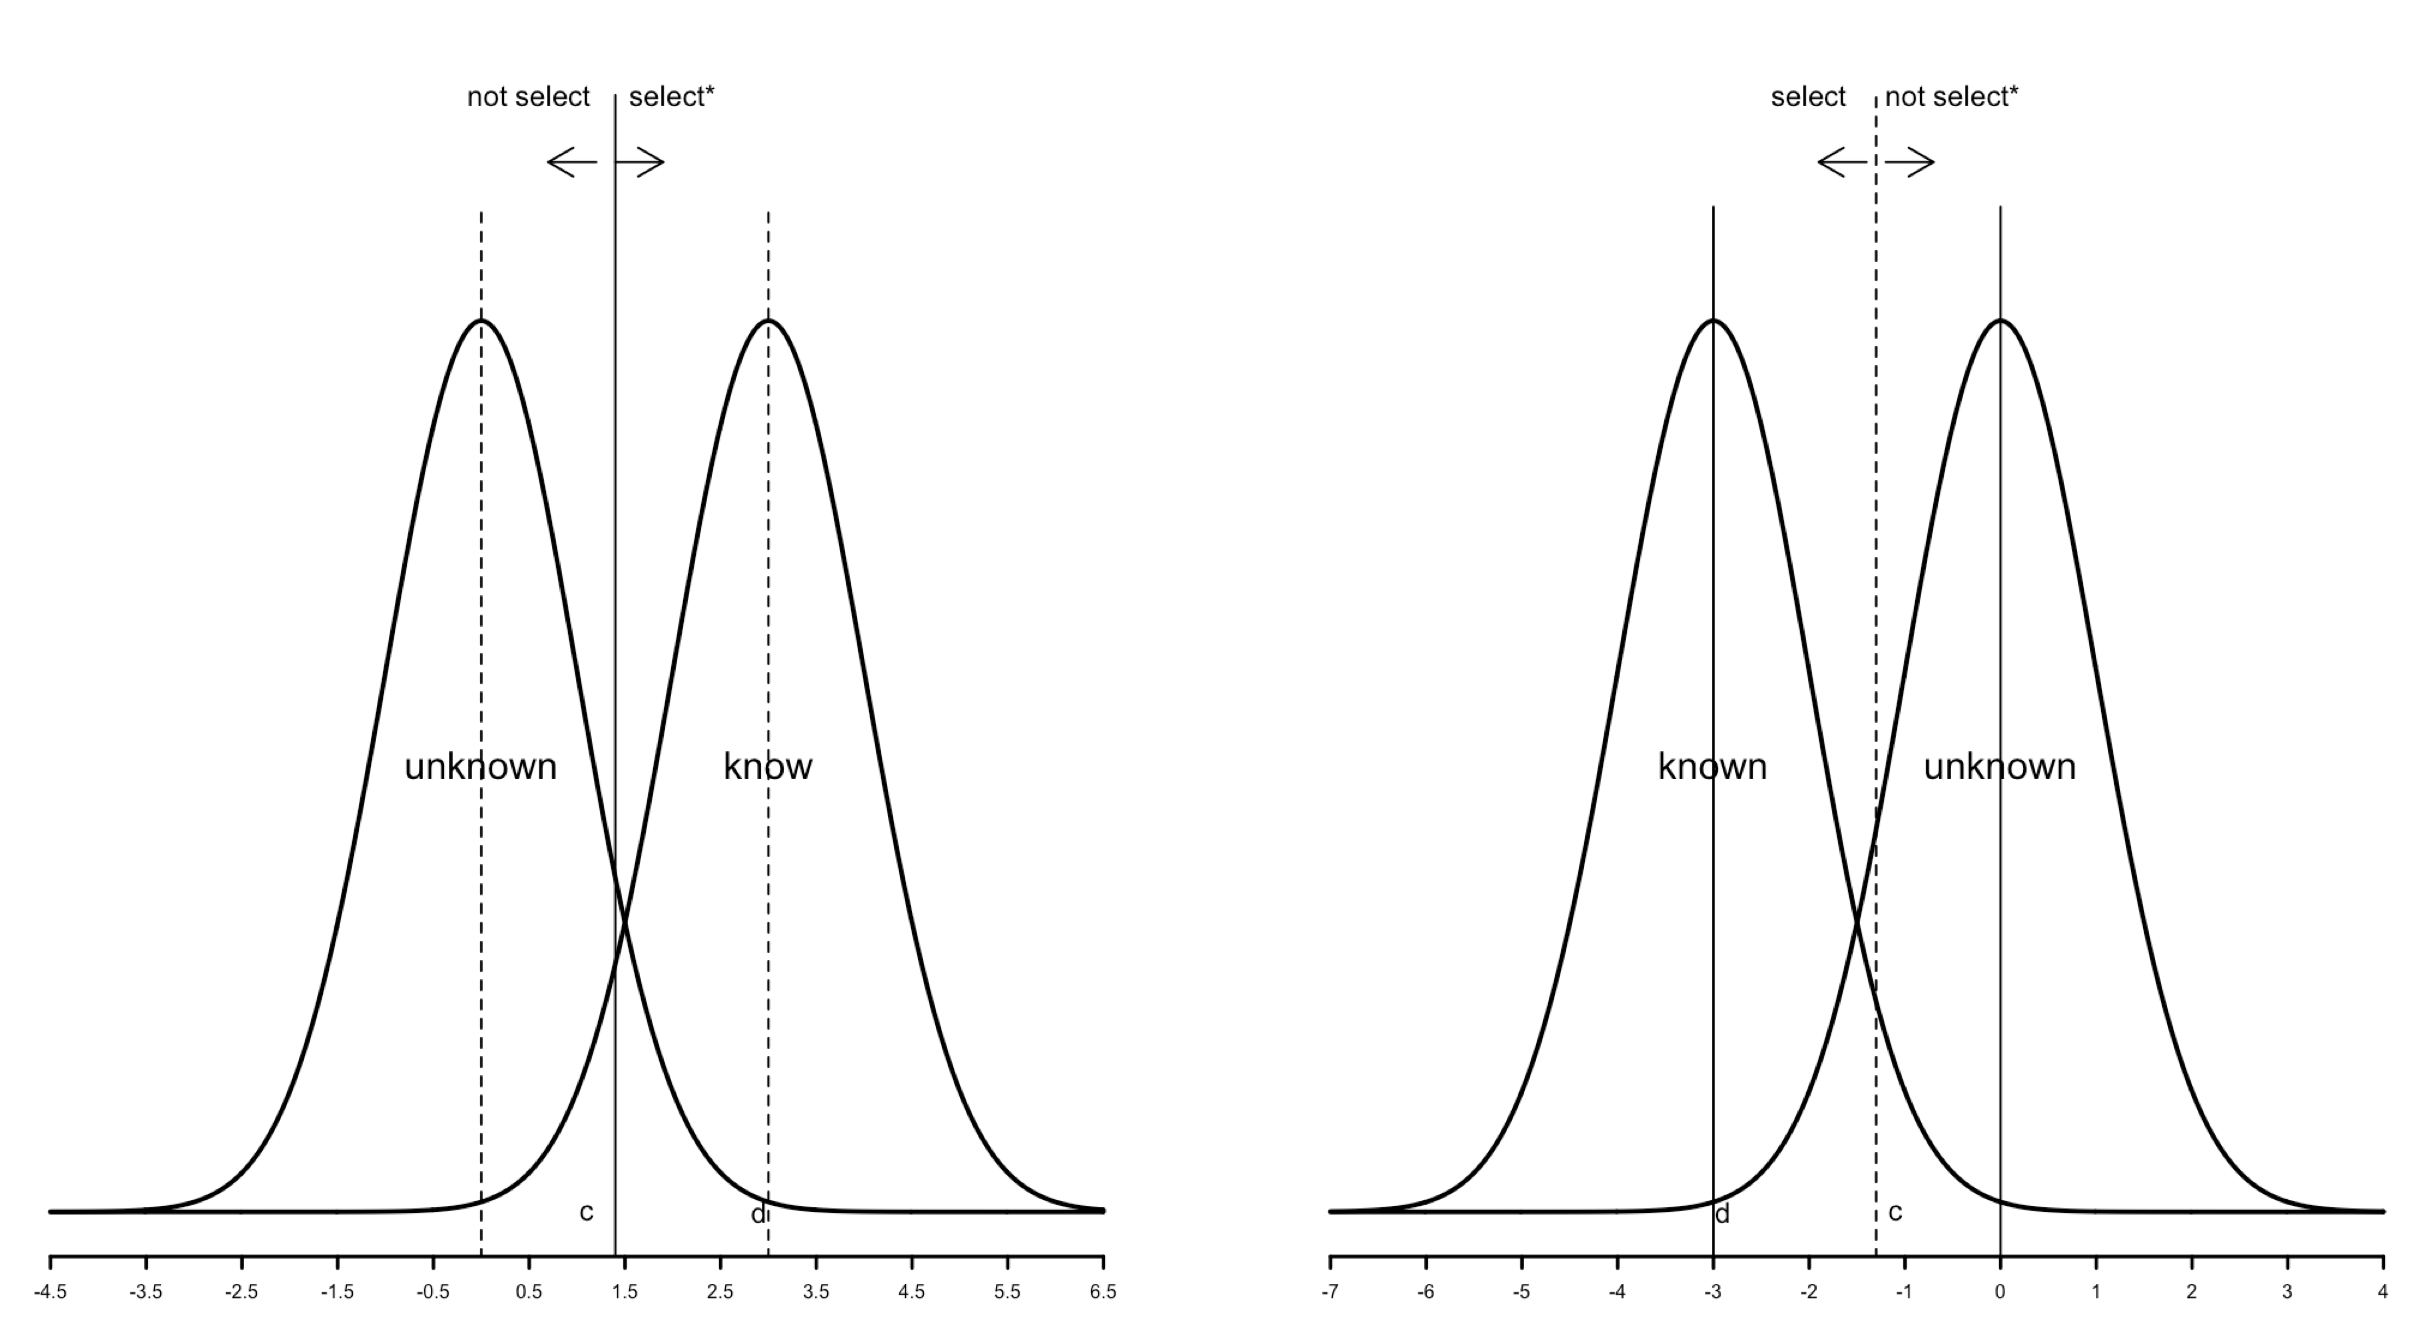 not select select*
unknown know
c d
-4.5 -3.5 -2.5 -1.5 -0.5 0.5 1.5 2.5 3.5 4.5 5.5 6.5
select not select*
known unknown
d c
-7 -6 -5 -4 -3 -2 -1 0 1 2 3 4